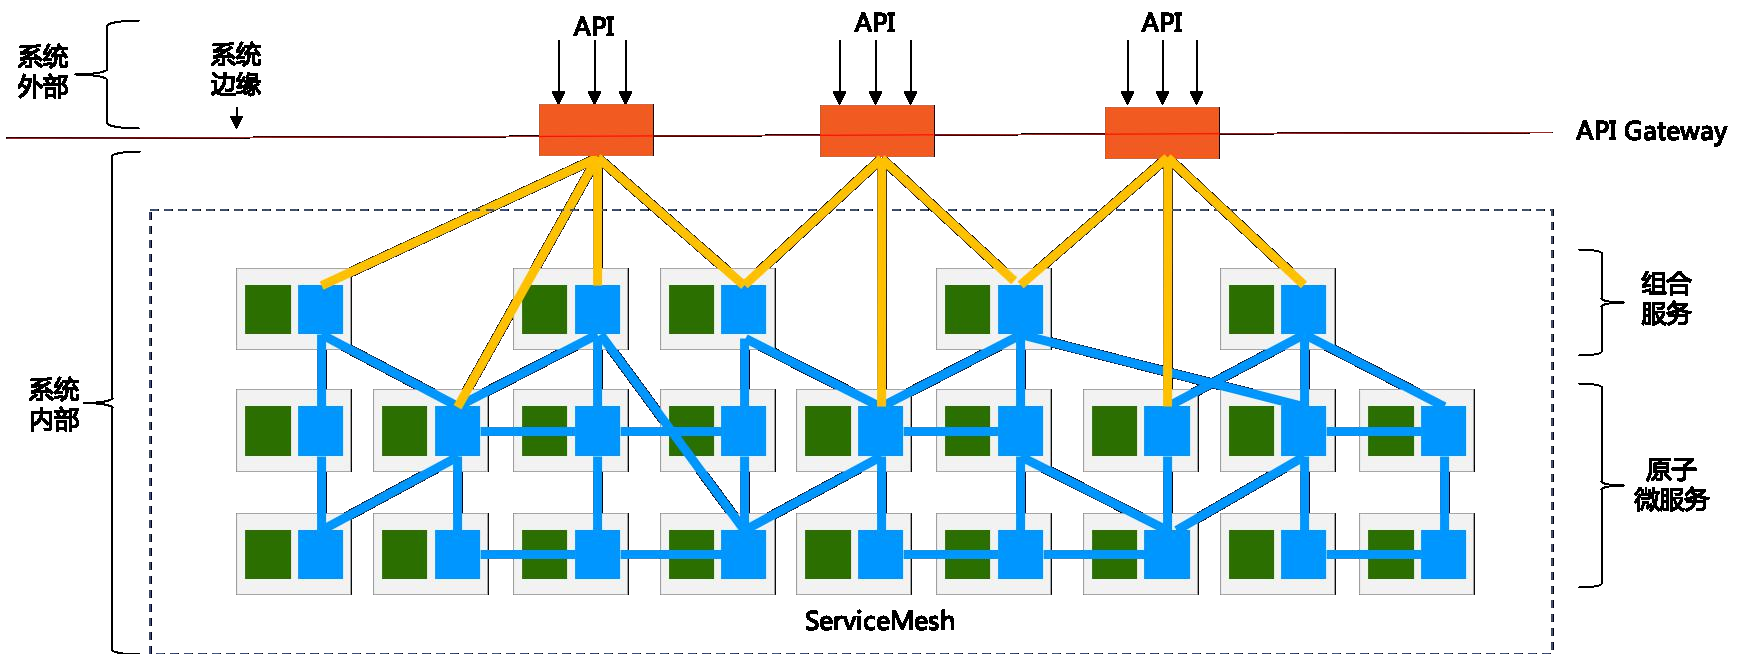 API
API
API
系统
外部
系统
边缘
API Gateway
组合
服务
系统
内部
原子
微服务
ServiceMesh